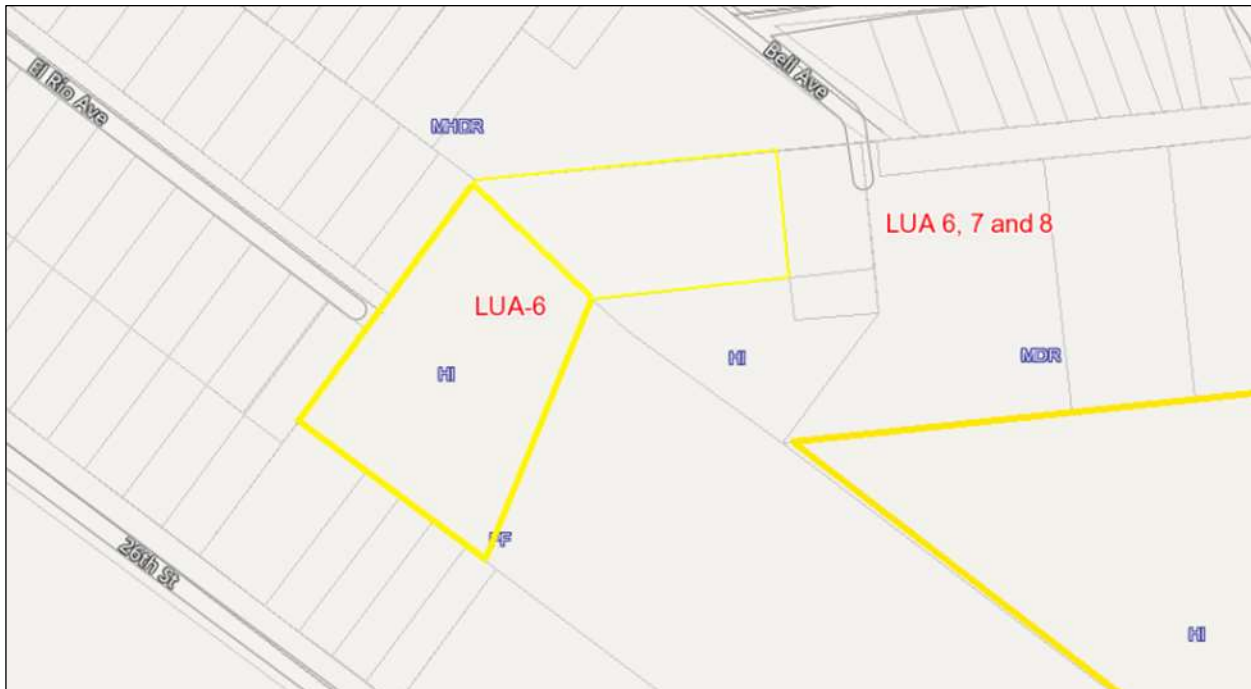 El Rio Ave
Bell Ave
MHDR
LUA 6, 7 and 8
LUA-6
HI
MDR
HI
26th St
HI